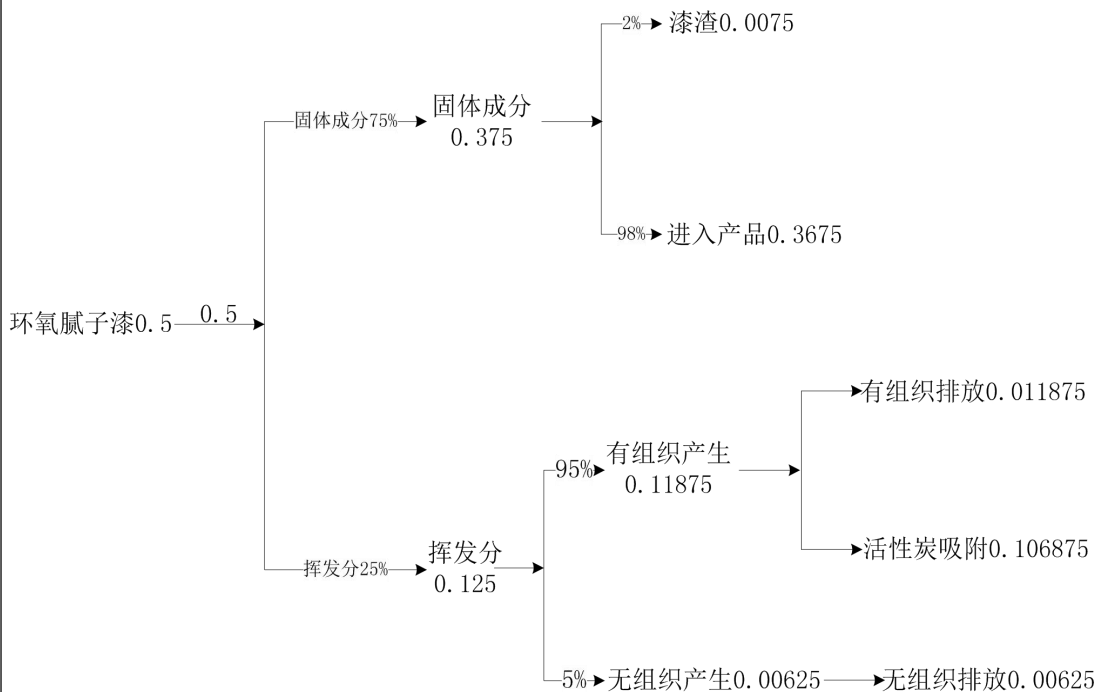 2%
漆渣0.0075
固体成分75%
固体成分
0.375
98%
进入产品0.3675
环氧腻子漆0.5
0.5
有组织排放0.011875
95%
有组织产生
0.11875
挥发分25%
挥发分
0.125
活性炭吸附0.106875
5%
无组织产生0.00625
无组织排放0.00625